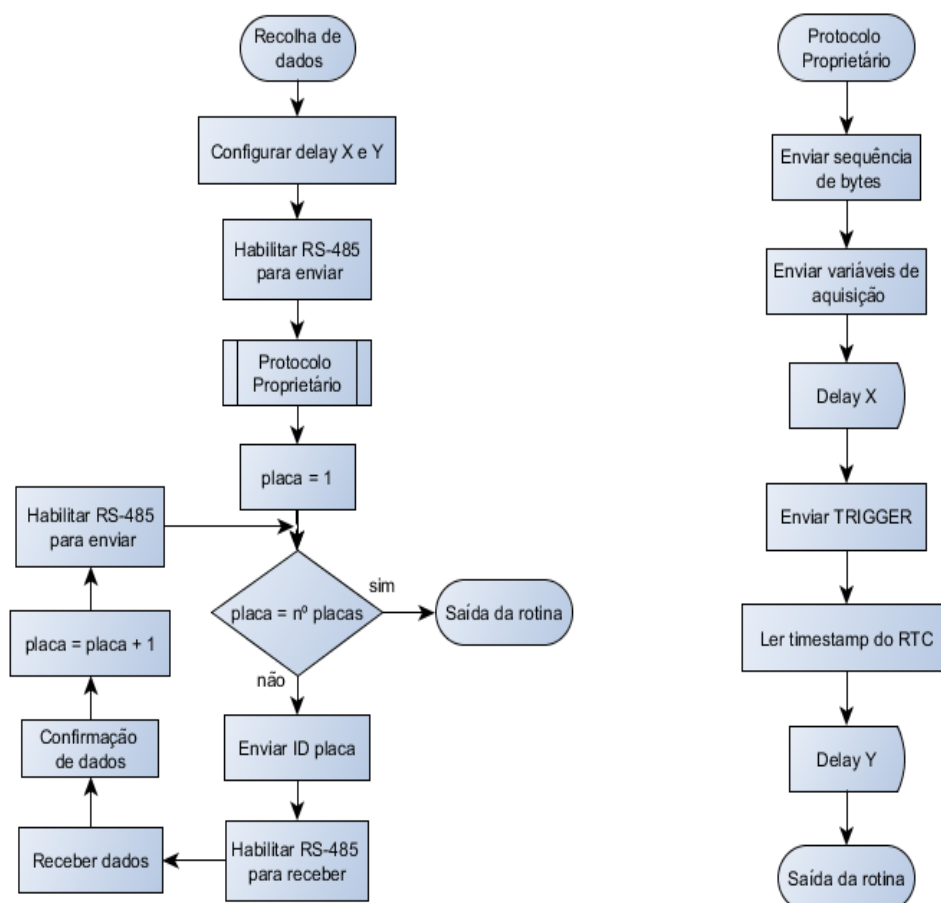 Recolha de
dados
Configurar delay X e Y
Habilitar RS-485
para enviar
Protocolo
Proprietário
placa = 1
Habilitar RS-485
para enviar
placa = nº placas
sim
Saída da rotina
não
placa = placa + 1
Enviar ID placa
Confirmação
de dados
Receber dados
Habilitar RS-485
para receber
Protocolo
Proprietário
Enviar sequência
de bytes
Enviar variáveis de
aquisição
Delay X
Enviar TRIGGER
Ler timestamp do RTC
Delay Y
Saída da rotina